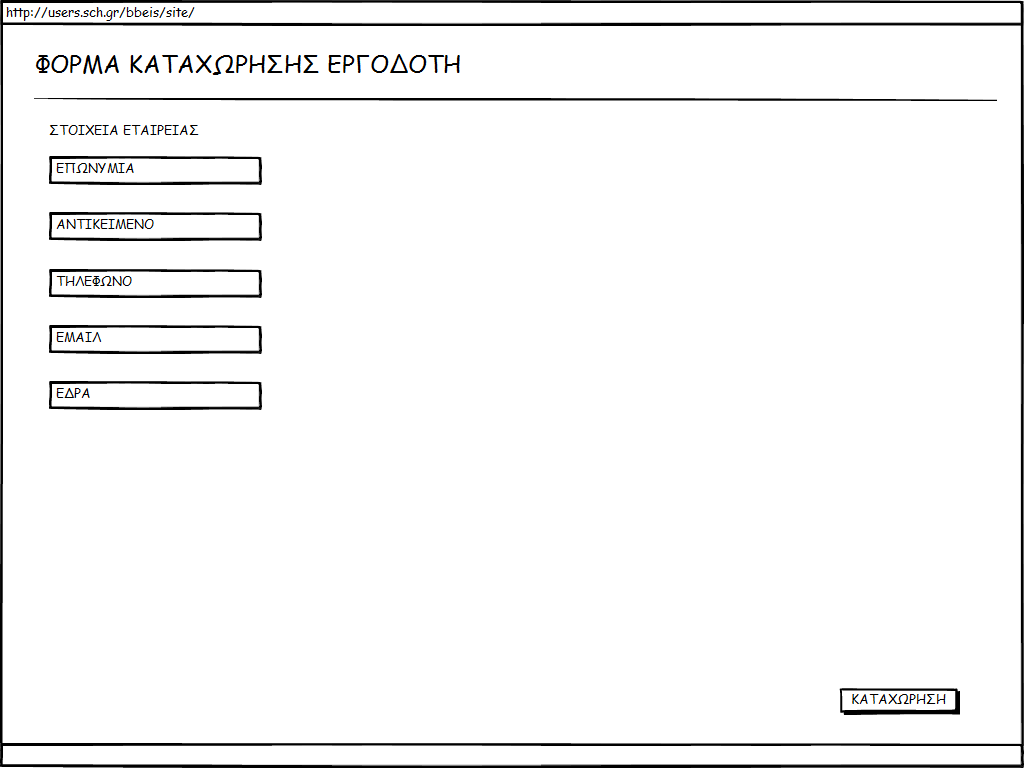 http://users.sch.gr/bbeis/site/
ΦΟΡΜΑ ΚΑΤΑΧΩΡΗΣΗΣ ΕΡΓΟΔΟΤΗ
ΣΤΟΙΧΕΙΑ ΕΤΑΙΡΕΙΑΣ
ΕΠΩΝΥΜΙΑ
ΑΝΤΙΚΕΙΜΕΝΟ
ΤΗΛΕΦΩΝΟ
ΕΜΑΙΛ
ΕΔΡΑ
ΚΑΤΑΧΩΡΗΣΗ